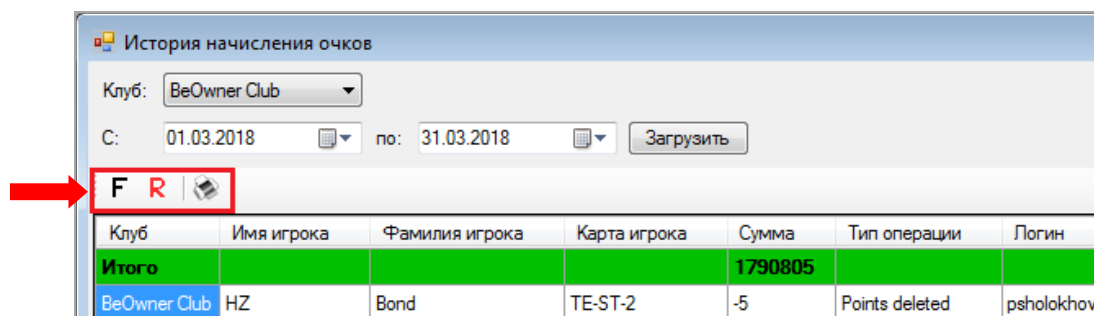 История начисления очков
Клуб: BeOwner Club
С: 01.03.2018 по: 31.03.2018 Загрузить
F R
Клуб Имя игрока Фамилия игрока Карта игрока Сумма Тип операции Логин
Итого 1790805
BeOwner Club HZ Bond TE-ST-2 -5 Points deleted psholokhov